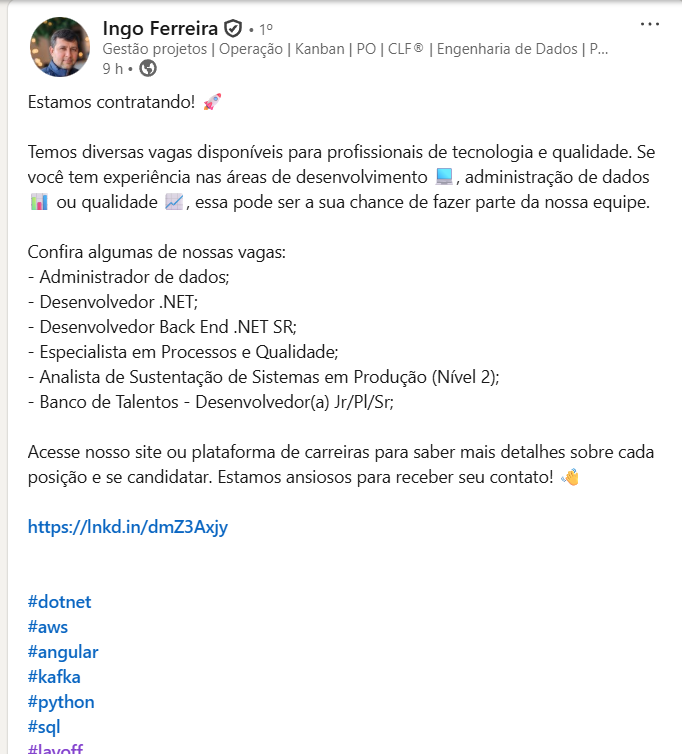 Ingo Ferreira • 1º
Gestão projetos | Operação | Kanban | PO | CLF® | Engenharia de Dados | P...
9 h •
Estamos contratando! 🚀
Temos diversas vagas disponíveis para profissionais de tecnologia e qualidade. Se
você tem experiência nas áreas de desenvolvimento 💻, administração de dados
📊 ou qualidade 📈, essa pode ser a sua chance de fazer parte da nossa equipe.
Confira algumas de nossas vagas:
- Administrador de dados;
- Desenvolvedor .NET;
- Desenvolvedor Back End .NET SR;
- Especialista em Processos e Qualidade;
- Analista de Sustentação de Sistemas em Produção (Nível 2);
- Banco de Talentos - Desenvolvedor(a) Jr/Pl/Sr;
Acesse nosso site ou plataforma de carreiras para saber mais detalhes sobre cada
posição e se candidatar. Estamos ansiosos para receber seu contato! 👋
https://lnkd.in/dmZ3Axjy
#dotnet
#aws
#angular
#kafka
#python
#sql
#layoff